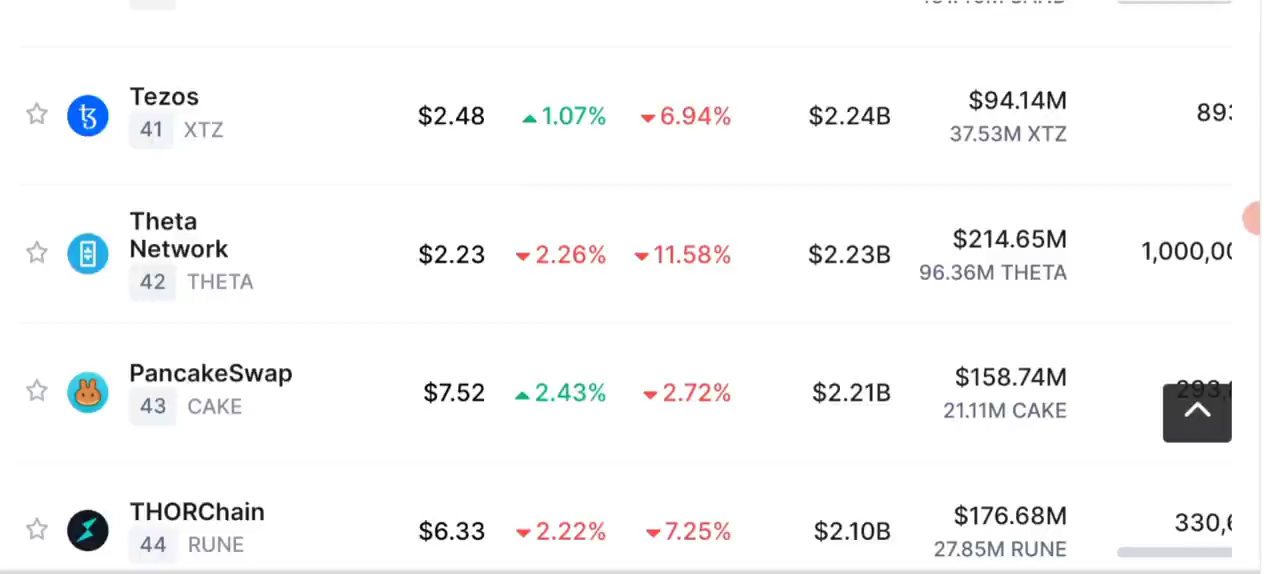 Tezos
41 XTZ
$2.48 1.07% 6.94% $2.24B $94.14M
37.53M XTZ
Theta
Network
42 THETA
$2.23 2.26% 11.58% $2.23B $214.65M
96.36M THETA
PancakeSwap
43 CAKE
$7.52 2.43% 2.72% $2.21B $158.74M
21.11M CAKE
THORChain
44 RUNE
$6.33 2.22% 7.25% $2.10B $176.68M
27.85M RUNE